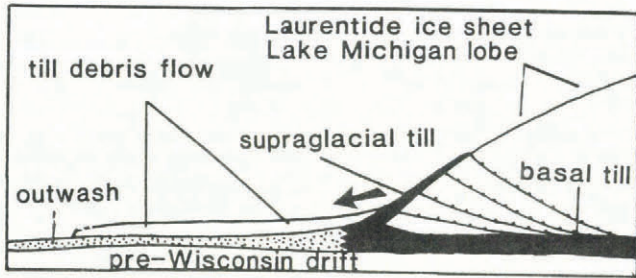 Laurentide ice sheet
Lake Michigan lobe
till debris flow
supraglacial till
basal till
outwash
pre-Wisconsin drift